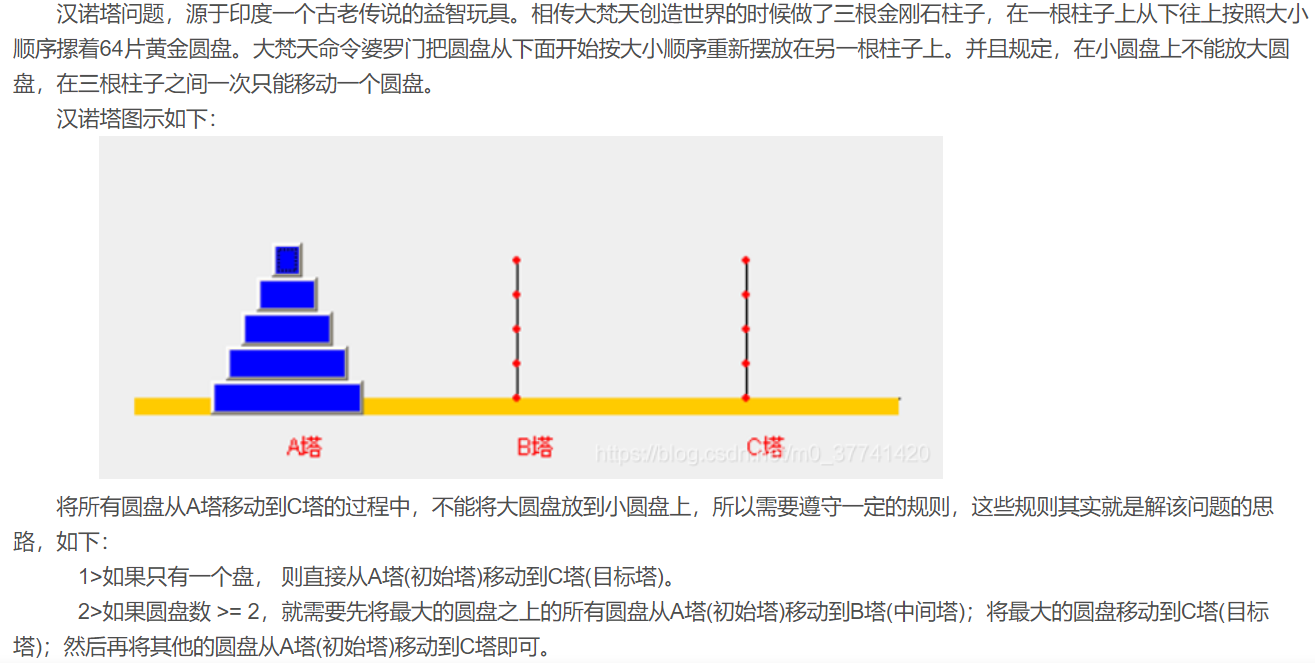 汉诺塔问题，源于印度一个古老传说的益智玩具。相传大梵天创造世界的时候做了三根金刚石柱子，在一根柱子上从下往上按照大小
顺序摞着64片黄金圆盘。大梵天命令婆罗门把圆盘从下面开始按大小顺序重新摆放在另一根柱子上。并且规定，在小圆盘上不能放大圆
盘，在三根柱子之间一次只能移动一个圆盘。
汉诺塔图示如下：
A塔
B塔
C塔
https://blog.csdn.net/m0_37741420
将所有圆盘从A塔移动到C塔的过程中，不能将大圆盘放到小圆盘上，所以需要遵守一定的规则，这些规则其实就是解该问题的思
路，如下：
1>如果只有一个盘， 则直接从A塔(初始塔)移动到C塔(目标塔)。
2>如果圆盘数 >= 2，就需要先将最大的圆盘之上的所有圆盘从A塔(初始塔)移动到B塔(中间塔)；将最大的圆盘移动到C塔(目标
塔)；然后再将其他的圆盘从A塔(初始塔)移动到C塔即可。